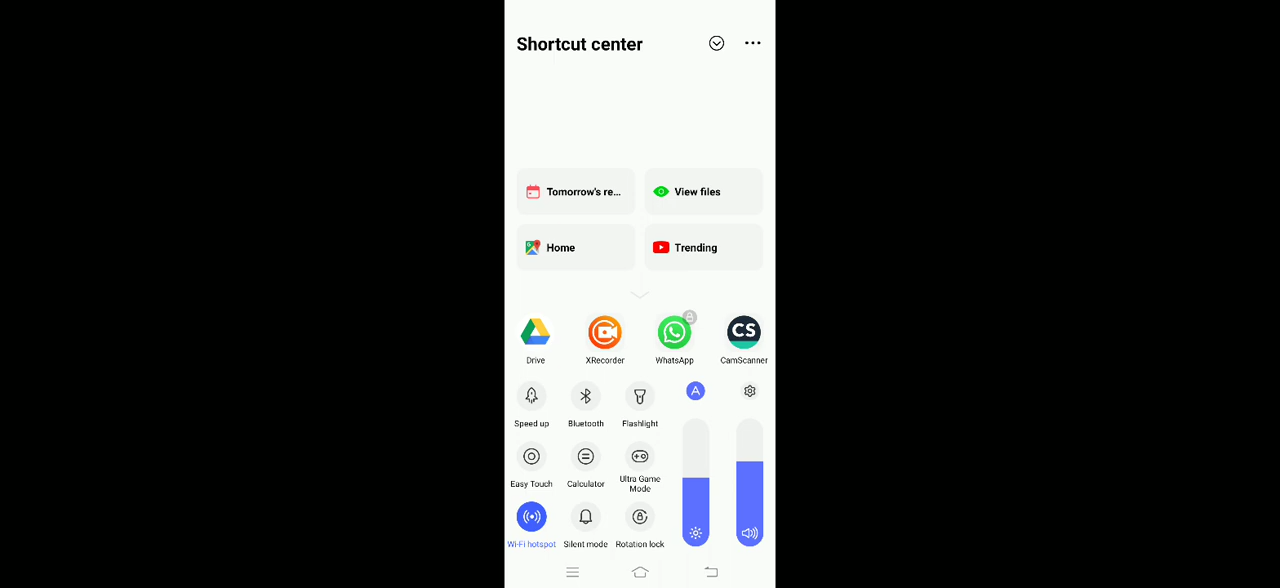 Shortcut center
Tomorrow's re...
View files
Home
Trending
Drive
XRecorder
WhatsApp
CS
CamScanner
A
Speed up
Bluetooth
Flashlight
Easy Touch
Calculator
Ultra Game
Mode
Wi-Fi hotspot
Silent mode
Rotation lock